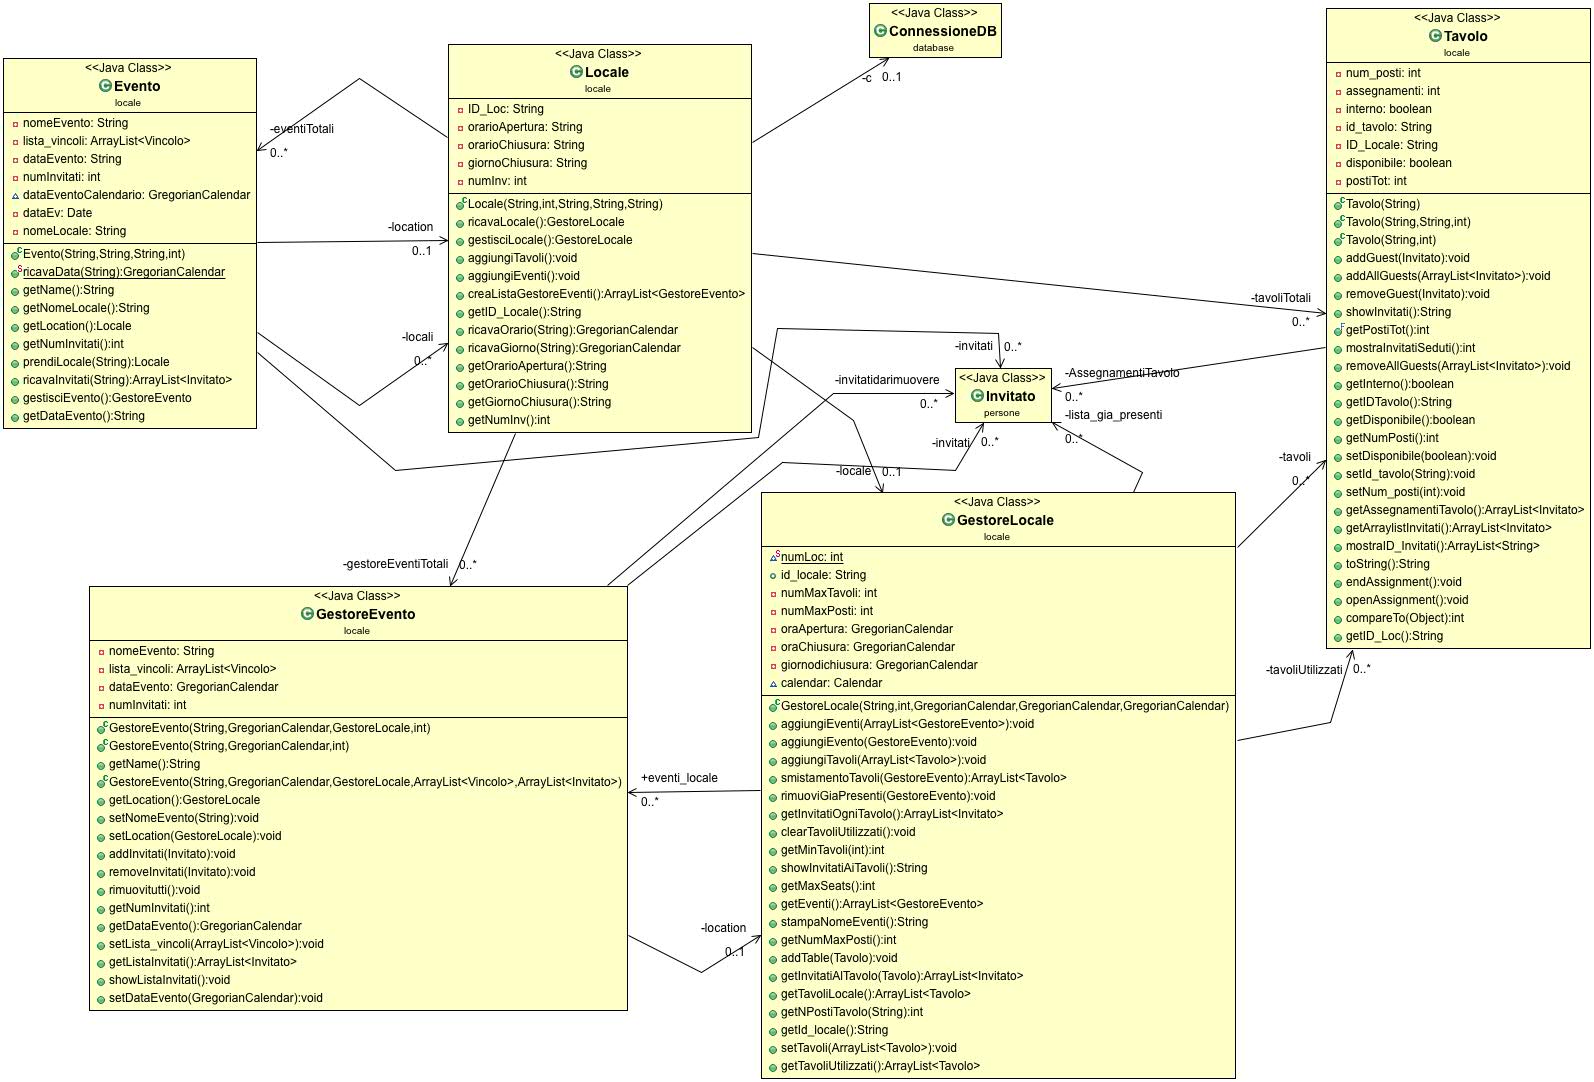 <<Java Class>>
Evento
locale
nomeEvento: String
lista_vincoli: ArrayList<Vincolo>
dataEvento: String
numInvitati: int
dataEventoCalendario: GregorianCalendar
dataEv: Date
nomeLocale: String
Evento(String,String,String,int)
ricavaData(String):GregorianCalendar
getName():String
getNomeLocale():String
getLocation():Locale
getNumInvitati():int
prendiLocale(String):Locale
ricavaInvitati(String):ArrayList<Invitato>
gestisciEvento():GestoreEvento
getDataEvento():String
-eventiTotali
0..*
-location
0..1
-locali
0..*
<<Java Class>>
Locale
locale
ID_Loc: String
orarioApertura: String
orarioChiusura: String
giornoChiusura: String
numInv: int
Locale(String,int,String,String,String)
ricavaLocale():GestoreLocale
gestisciLocale():GestoreLocale
aggiungiTavoli():void
aggiungiEventi():void
creaListaGestoreEventi():ArrayList<GestoreEvento>
getID_Locale():String
ricavaOrario(String):GregorianCalendar
ricavaGiorno(String):GregorianCalendar
getOrarioApertura():String
getOrarioChiusura():String
getGiornoChiusura():String
getNumInv():int
<<Java Class>>
ConnessioneDB
database
-c
0..1
<<Java Class>>
Tavolo
locale
num_posti: int
assegnamenti: int
interno: boolean
id_tavolo: String
ID_Locale: String
disponibile: boolean
postiTot: int
Tavolo(String)
Tavolo(String,String,int)
Tavolo(String,int)
addGuest(Invitato):void
addAllGuests(ArrayList<Invitato>):void
removeGuest(Invitato):void
showInvitati():String
getPostiTot():int
mostraInvitatiSeduti():int
removeAllGuests(ArrayList<Invitato>):void
getInterno():boolean
getIDTavolo():String
getDisponibile():boolean
getNumPosti():int
setDisponibile(boolean):void
setId_tavolo(String):void
setNum_posti(int):void
getAssegnamentiTavolo():ArrayList<Invitato>
getArraylistInvitati():ArrayList<Invitato>
mostraID_Invitati():ArrayList<String>
toString():String
endAssignment():void
openAssignment():void
compareTo(Object):int
getID_Loc():String
-tavoliTotali
0..*
-invitati
0..*
-AssegnamentiTavolo
0..*
-invitatidarimuovere
0..*
<<Java Class>>
Invitato
persone
-lista_gia_presenti
0..*
-invitati
0..*
-locale
0..1
-tavoli
0..*
-gestoreEventiTotali
0..*
<<Java Class>>
GestoreEvento
locale
nomeEvento: String
lista_vincoli: ArrayList<Vincolo>
dataEvento: GregorianCalendar
numInvitati: int
GestoreEvento(String,GregorianCalendar,GestoreLocale,int)
GestoreEvento(String,GregorianCalendar,int)
getName():String
GestoreEvento(String,GregorianCalendar,GestoreLocale,ArrayList<Vincolo>,ArrayList<Invitato>)
getLocation():GestoreLocale
setNomeEvento(String):void
setLocation(GestoreLocale):void
addInvitati(Invitato):void
removeInvitati(Invitato):void
rimuovitutti():void
getNumInvitati():int
getDataEvento():GregorianCalendar
setLista_vincoli(ArrayList<Vincolo>):void
getListaInvitati():ArrayList<Invitato>
showListaInvitati():void
setDataEvento(GregorianCalendar):void
+eventi_locale
0..*
-location
0..1
<<Java Class>>
GestoreLocale
locale
numLoc: int
id_locale: String
numMaxTavoli: int
numMaxPosti: int
oraApertura: GregorianCalendar
oraChiusura: GregorianCalendar
giornodichiusura: GregorianCalendar
calendar: Calendar
GestoreLocale(String,int,GregorianCalendar,GregorianCalendar,GregorianCalendar)
aggiungiEventi(ArrayList<GestoreEvento>):void
aggiungiEvento(GestoreEvento):void
aggiungiTavoli(ArrayList<Tavolo>):void
smistamentoTavoli(GestoreEvento):ArrayList<Tavolo>
rimuoviGiaPresenti(GestoreEvento):void
getInvitatiOgniTavolo():ArrayList<Invitato>
clearTavoliUtilizzati():void
getMinTavoli(int):int
showInvitatiAiTavoli():String
getMaxSeats():int
getEventi():ArrayList<GestoreEvento>
stampaNomeEventi():String
getNumMaxPosti():int
addTable(Tavolo):void
getInvitatiAlTavolo(Tavolo):ArrayList<Invitato>
getTavoliLocale():ArrayList<Tavolo>
getNPostiTavolo(String):int
getId_locale():String
setTavoli(ArrayList<Tavolo>):void
getTavoliUtilizzati():ArrayList<Tavolo>
-tavoliUtilizzati
0..*